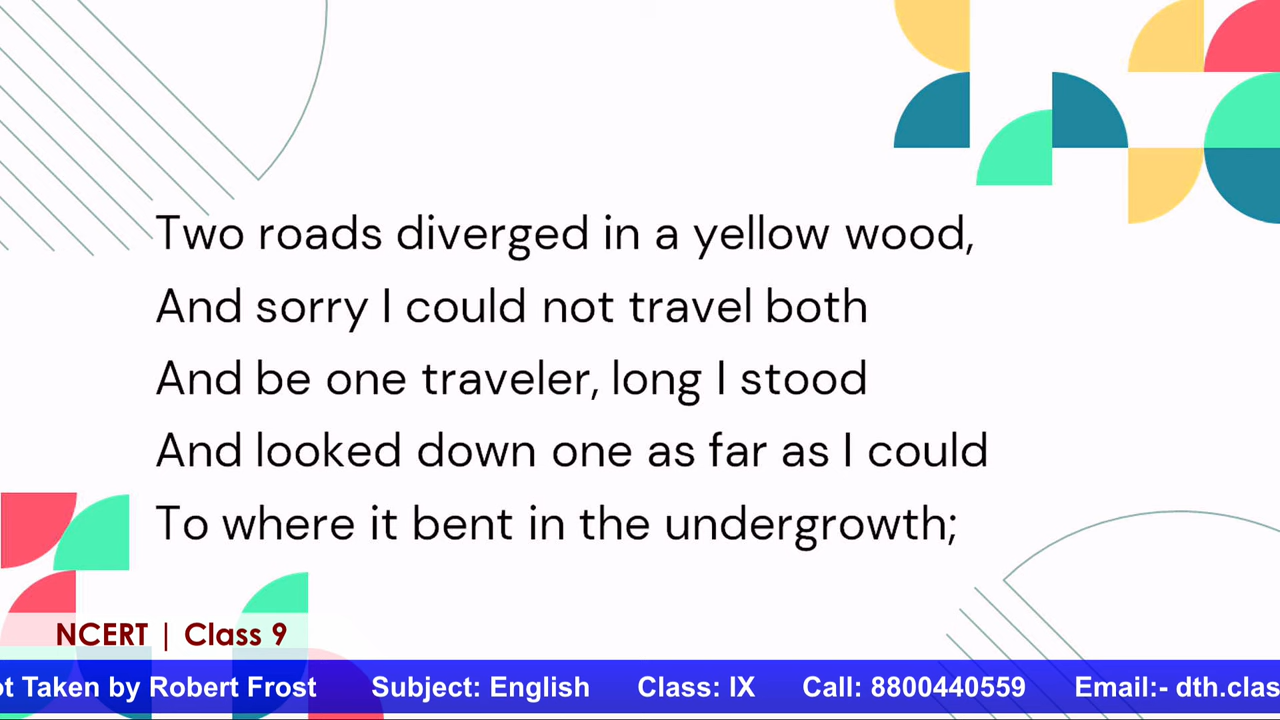 Two roads diverged in a yellow wood,
And sorry I could not travel both
And be one traveler, long I stood
And looked down one as far as I could
To where it bent in the undergrowth;
NCERT | Class 9
Taken by Robert Frost Subject: English Class: IX Call: 8800440559 Email:-